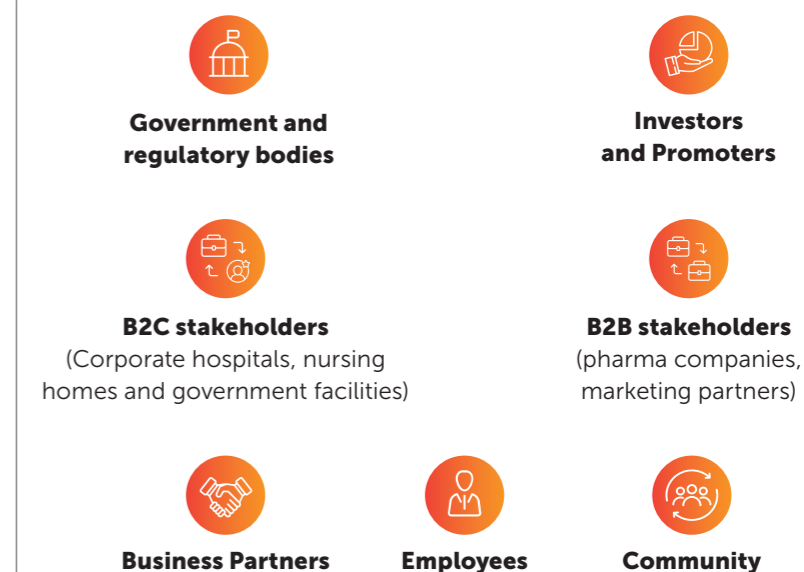 Government and
regulatory bodies
Investors
and Promoters
B2C stakeholders
(Corporate hospitals, nursing
homes and government facilities)
B2B stakeholders
(pharma companies,
marketing partners)
Business Partners
Employees
Community